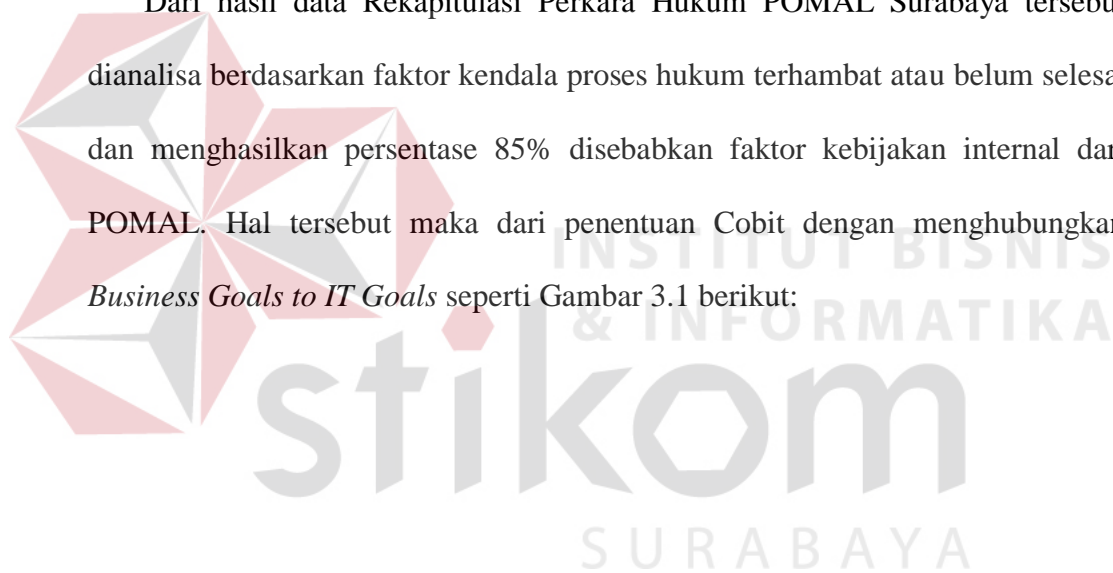 Dari hasil data Rekapitulasi Perkara Hukum POMAL Surabaya tersebu
dianalisa berdasarkan faktor kendala proses hukum terhambat atau belum selesa
dan menghasilkan persentase 85% disebabkan faktor kebijakan internal dar
POMAL. Hal tersebut maka dari penentuan Cobit dengan menghubungkar
Business Goals to IT Goals seperti Gambar 3.1 berikut:
INSTITUT BISNIS
& INFORMATIKA
stikom
SURABAYA